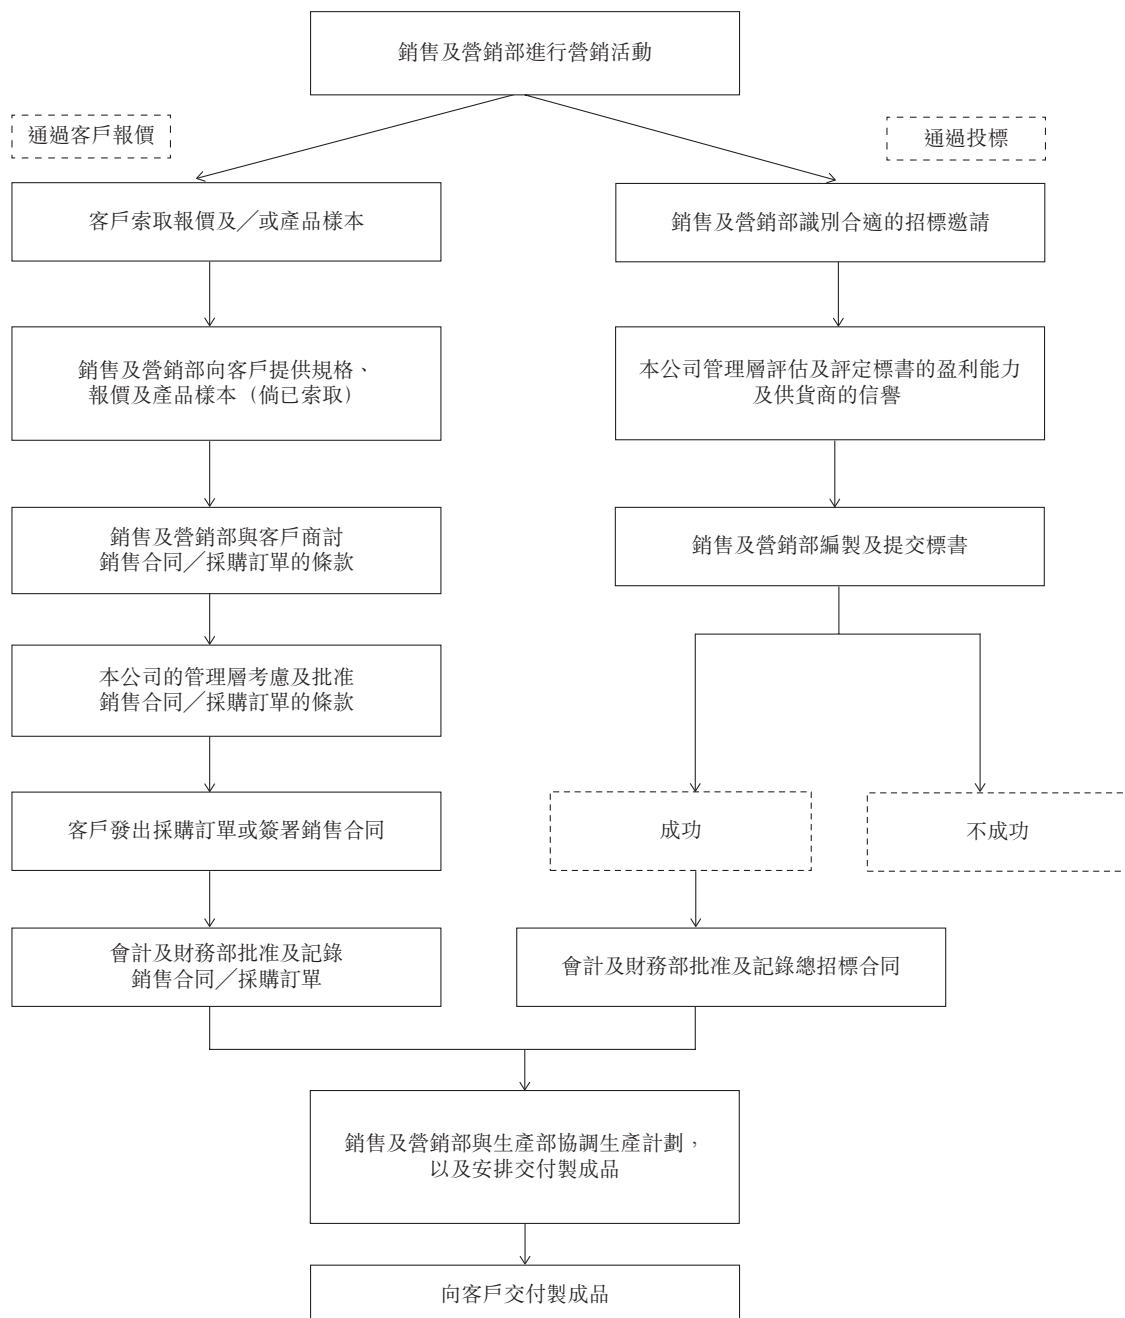 銷售及營銷部進行營銷活動
通過客戶報價
通過投標
客戶索取報價及／或產品樣本
銷售及營銷部識別合適的招標邀請
銷售及營銷部向客戶提供規格、
報價及產品樣本（倘已索取）
本公司管理層評估及評定標書的盈利能力
及供貨商的信譽
銷售及營銷部與客戶商討
銷售合同／採購訂單的條款
銷售及營銷部編製及提交標書
本公司的管理層考慮及批准
銷售合同／採購訂單的條款
客戶發出採購訂單或簽署銷售合同
成功
不成功
會計及財務部批准及記錄
銷售合同／採購訂單
會計及財務部批准及記錄總招標合同
銷售及營銷部與生產部協調生產計劃，
以及安排交付製成品
向客戶交付製成品